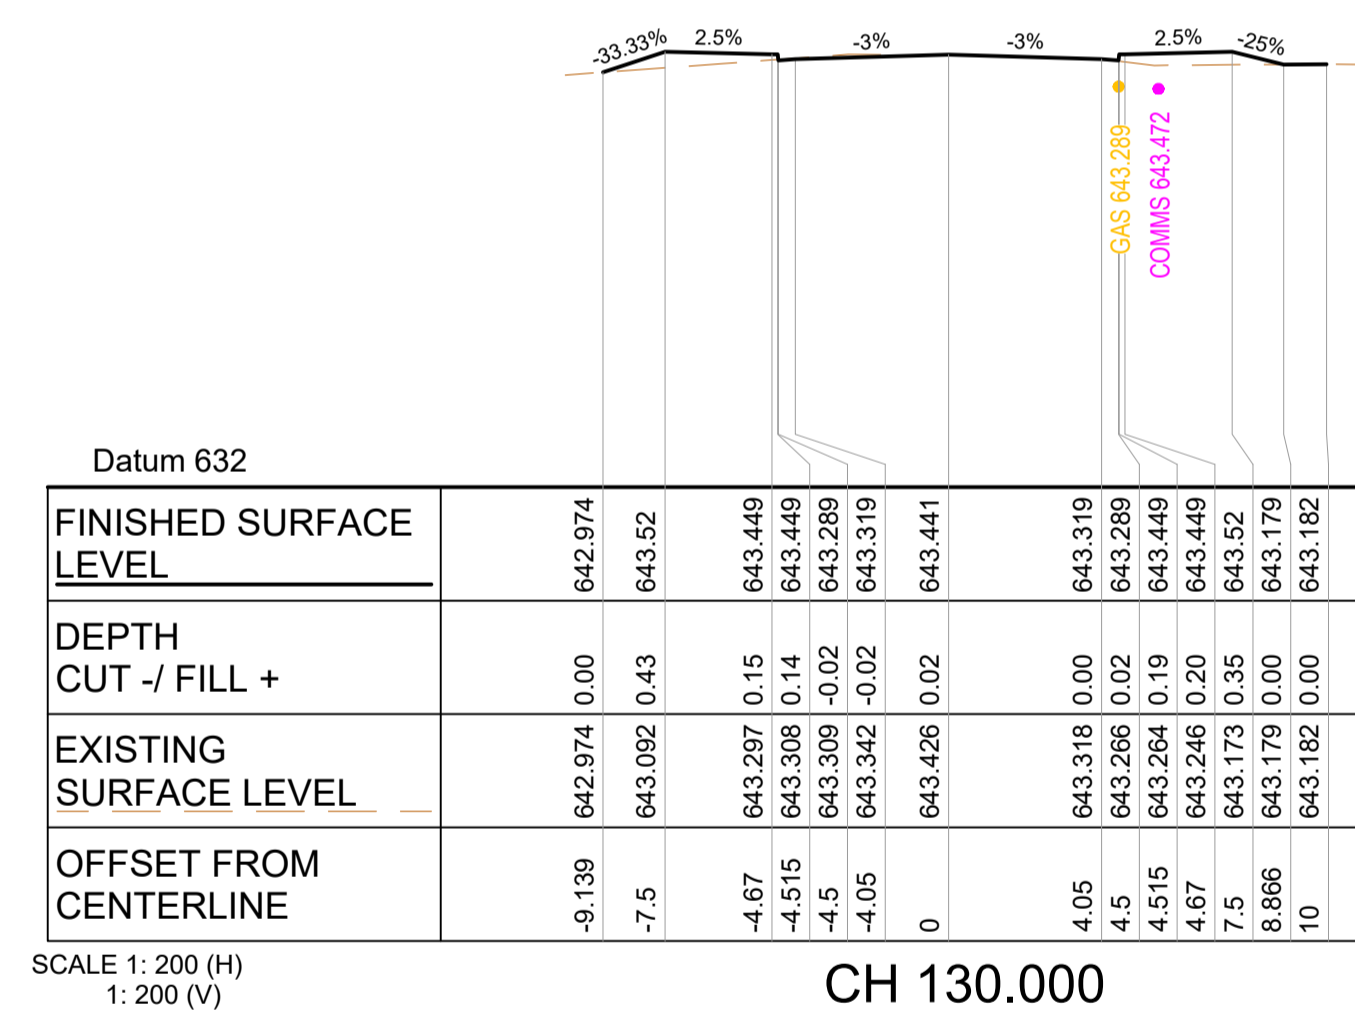 -33.33% 2.5% -3% -3% 2.5% -25%
GAS 643.289
COMMS 643.472
Datum 632
FINISHED SURFACE
LEVEL
642.974 643.52 643.449 643.449 643.289 643.319 643.441 643.319 643.289 643.449 643.449 643.52 643.179 643.182
DEPTH
CUT -/ FILL +
0.00 0.43 0.15 0.14 -0.02 -0.02 0.02 0.00 0.02 0.19 0.20 0.35 0.00 0.00
EXISTING
SURFACE LEVEL
642.974 643.092 643.297 643.308 643.309 643.342 643.426 643.318 643.266 643.264 643.246 643.173 643.179 643.182
OFFSET FROM
CENTERLINE
-9.139 -7.5 -4.67 -4.515 -4.5 -4.05 0 4.05 4.5 4.515 4.67 7.5 8.866 10
SCALE 1: 200 (H)
1: 200 (V)
CH 130.000